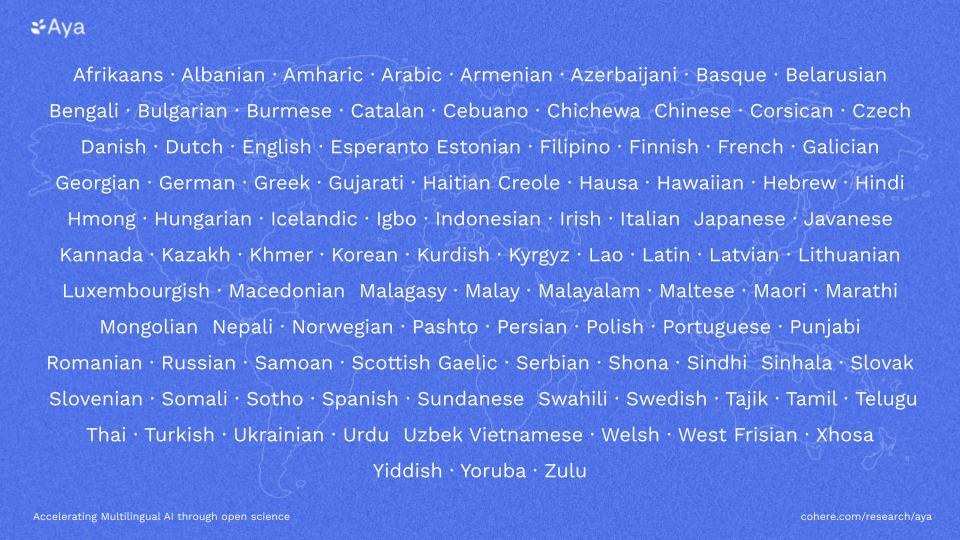 Aya
Afrikaans · Albanian · Amharic · Arabic · Armenian · Azerbaijani · Basque · Belarusian
Bengali · Bulgarian · Burmese · Catalan · Cebuano · Chichewa  Chinese · Corsican · Czech
Danish · Dutch · English · Esperanto Estonian · Filipino · Finnish · French · Galician
Georgian · German · Greek · Gujarati · Haitian Creole · Hausa · Hawaiian · Hebrew · Hindi
Hmong · Hungarian · Icelandic · Igbo · Indonesian · Irish · Italian  Japanese · Javanese
Kannada · Kazakh · Khmer · Korean · Kurdish · Kyrgyz · Lao · Latin · Latvian · Lithuanian
Luxembourgish · Macedonian  Malagasy · Malay · Malayalam · Maltese · Maori · Marathi
Mongolian  Nepali · Norwegian · Pashto · Persian · Polish · Portuguese · Punjabi
Romanian · Russian · Samoan · Scottish Gaelic · Serbian · Shona · Sindhi  Sinhala · Slovak
Slovenian · Somali · Sotho · Spanish · Sundanese  Swahili · Swedish · Tajik · Tamil · Telugu
Thai · Turkish · Ukrainian · Urdu  Uzbek Vietnamese · Welsh · West Frisian · Xhosa
Yiddish · Yoruba · Zulu
Accelerating Multilingual AI through open science
cohere.com/research/aya